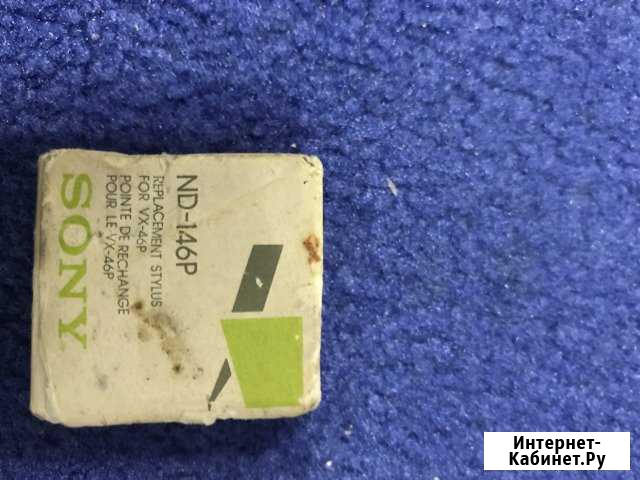 ND-146P
REPLACEMENT STYLUS
FOR VX-46P
POINTE DE RECHANGE
POUR LE VX-46P
SONY
Интернет-
Кабинет.Ру